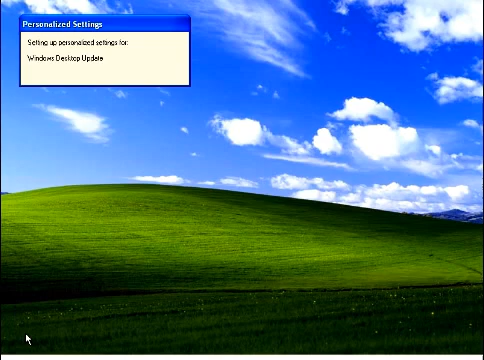 Personalized Settings
Setting up personalized settings for:
Windows Desktop Update